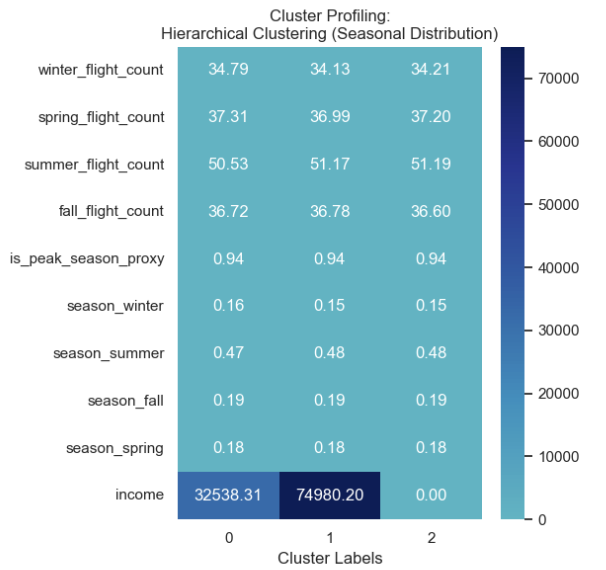 Cluster Profiling:
Hierarchical Clustering (Seasonal Distribution)
winter_flight_count 34.79 34.13 34.21
spring_flight_count 37.31 36.99 37.20
summer_flight_count 50.53 51.17 51.19
fall_flight_count 36.72 36.78 36.60
is_peak_season_proxy 0.94 0.94 0.94
season_winter 0.16 0.15 0.15
season_summer 0.47 0.48 0.48
season_fall 0.19 0.19 0.19
season_spring 0.18 0.18 0.18
income 32538.31 74980.20 0.00
0 1 2
Cluster Labels
70000
60000
50000
40000
30000
20000
10000
0